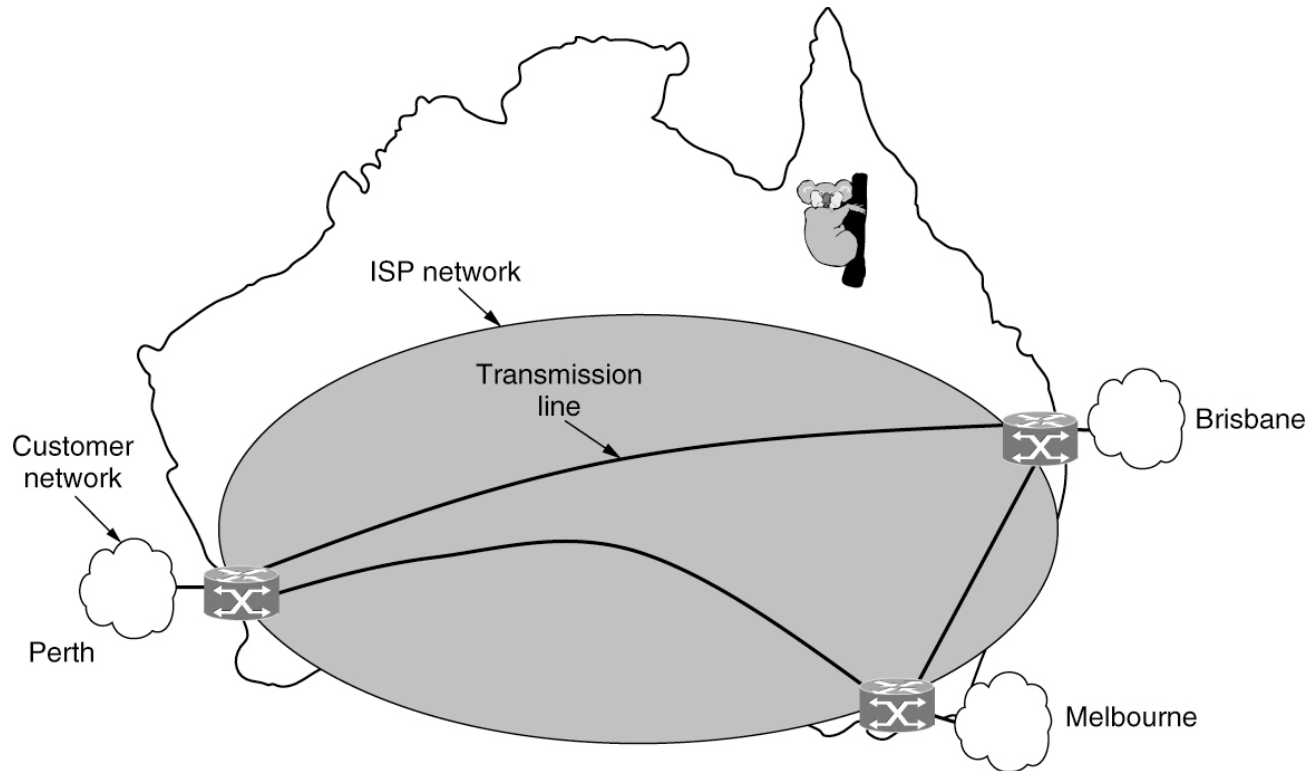 ISP network
Transmission
line
Brisbane
Customer
network
Perth
Melbourne